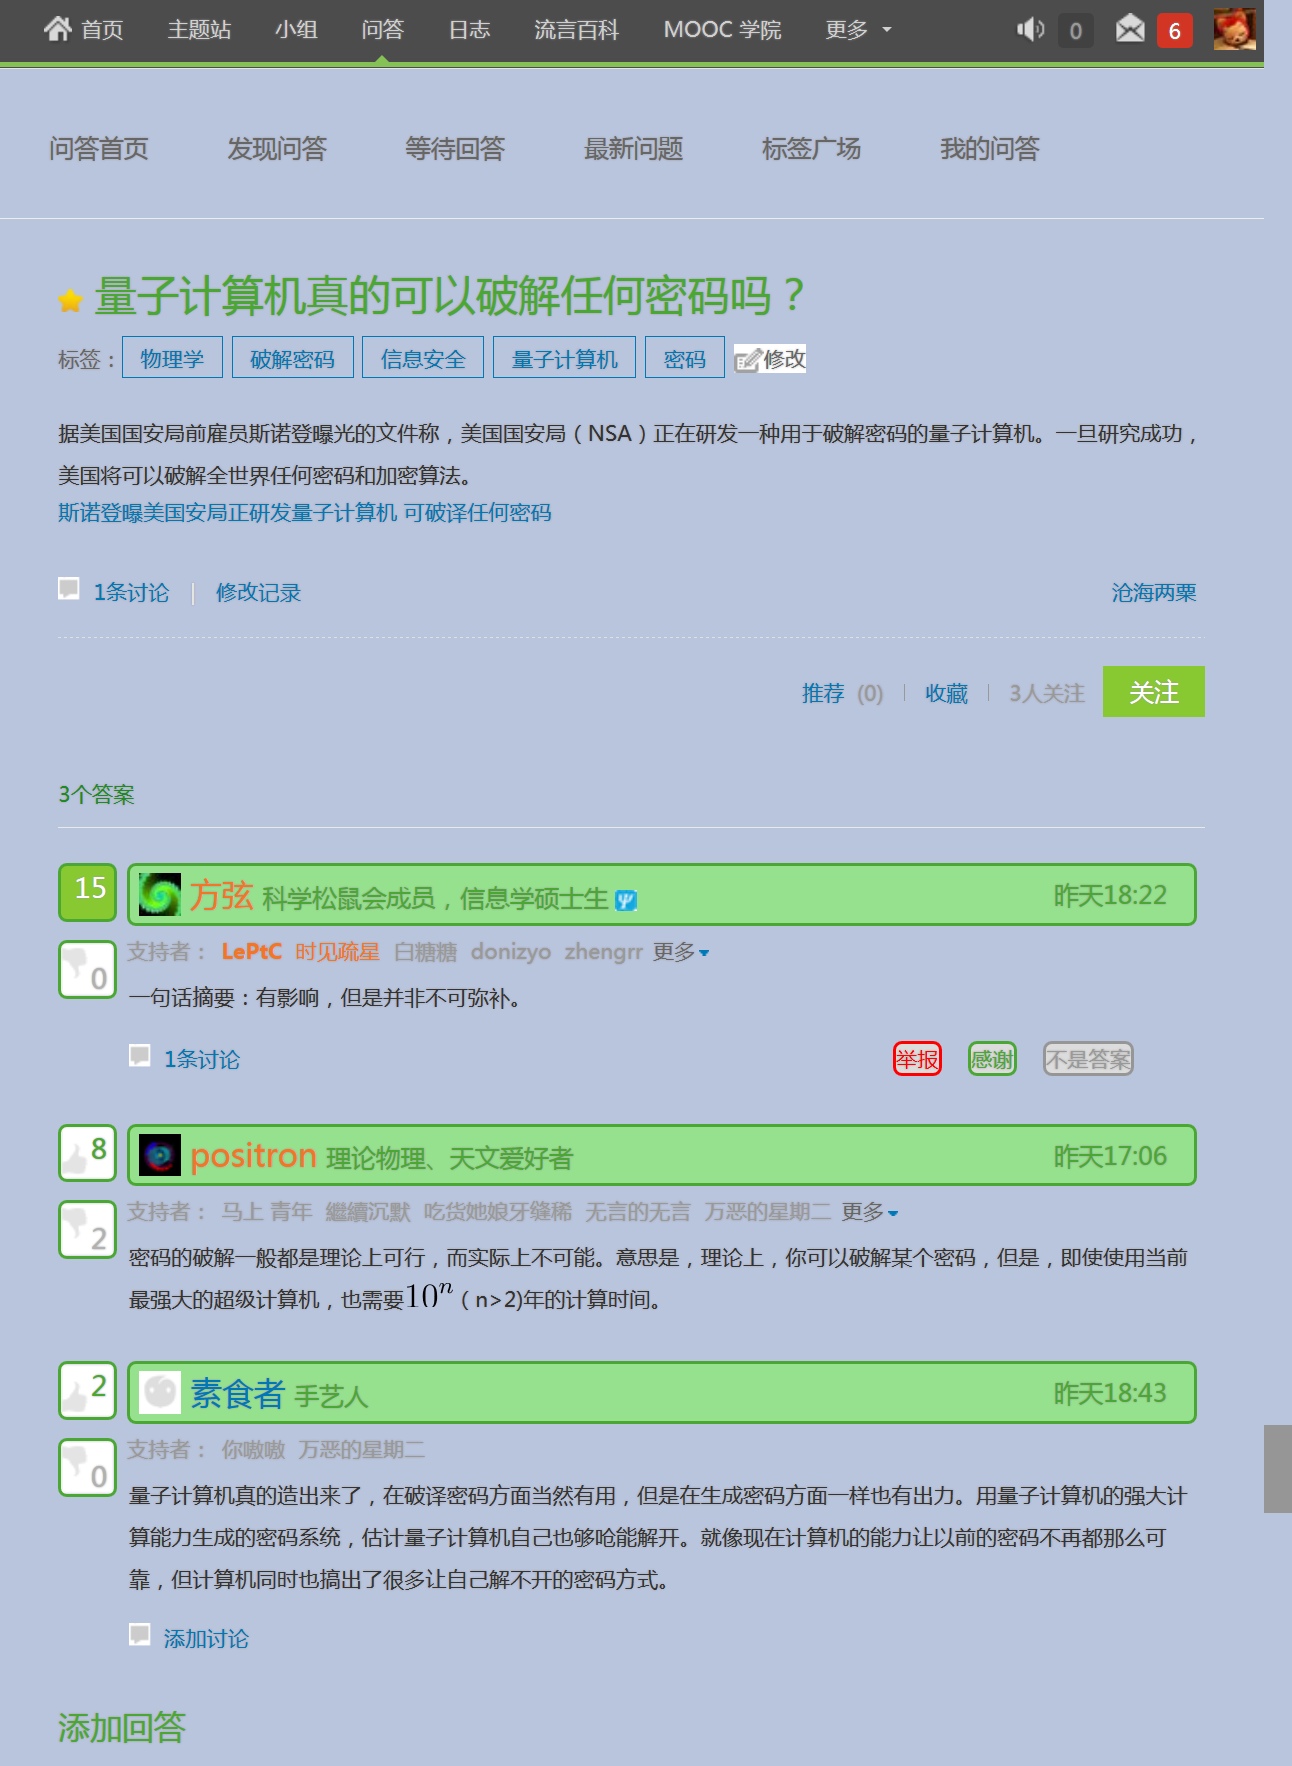 首页 主题站 小组 问答 日志 流言百科 MOOC 学院 更多 0 6
问答首页 发现问答 等待回答 最新问题 标签广场 我的问答
量子计算机真的可以破解任何密码吗？
标签： 物理学 破解密码 信息安全 量子计算机 密码 修改
据美国国安局前雇员斯诺登曝光的文件称，美国国安局（NSA）正在研发一种用于破解密码的量子计算机。一旦研究成功，
美国将可以破解全世界任何密码和加密算法。
斯诺登曝美国安局正研发量子计算机 可破译任何密码
1条讨论 | 修改记录 沧海两粟
推荐 (0) | 收藏 | 3人关注 关注
3个答案
15 方弦 科学松鼠会成员，信息学硕士生 昨天18:22
支持者： LePtC 时见疏星 白糖糖 donizyo zhengrr 更多
0
一句话摘要：有影响，但是并非不可弥补。
1条讨论 举报 感谢 不是答案
8 positron 理论物理、天文爱好者 昨天17:06
支持者： 马上 青年 繼續沉默 吃货她娘牙缝稀 无言的无言 万恶的星期二 更多
2
密码的破解一般都是理论上可行，而实际上不可能。意思是，理论上，你可以破解某个密码，但是，即使使用当前
最强大的超级计算机，也需要10^n（n>2)年的计算时间。
2 素食者 手艺人 昨天18:43
支持者： 你嗷嗷 万恶的星期二
0
量子计算机真的造出来了，在破译密码方面当然有用，但是在生成密码方面一样也有出力。用量子计算机的强大计
算能力生成的密码系统，估计量子计算机自己也够呛能解开。就像现在计算机的能力让以前的密码不再都那么可
靠，但计算机同时也搞出了很多让自己解不开的密码方式。
添加讨论
添加回答